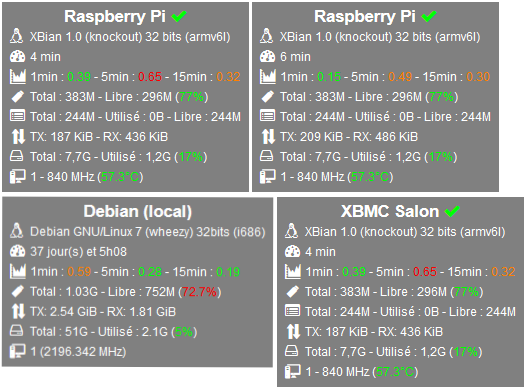 Raspberry Pi
XBian 1.0 (knockout) 32 bits (armv6l)
4 min
1min : 0.39 - 5min : 0.65 - 15min : 0.32
Total : 383M - Libre : 296M (77%)
Total : 244M - Utilisé : 0B - Libre : 244M
TX: 187 KiB - RX: 436 KiB
Total : 7,7G - Utilisé : 1,2G (17%)
1 - 840 MHz (57.3°C)
Raspberry Pi
XBian 1.0 (knockout) 32 bits (armv6l)
6 min
1min : 0.15 - 5min : 0.49 - 15min : 0.30
Total : 383M - Libre : 296M (77%)
Total : 244M - Utilisé : 0B - Libre : 244M
TX: 209 KiB - RX: 486 KiB
Total : 7,7G - Utilisé : 1,2G (17%)
1 - 840 MHz (57.3°C)
Debian (local)
Debian GNU/Linux 7 (wheezy) 32bits (i686)
37 jour(s) et 5h08
1min : 0.59 - 5min : 0.28 - 15min : 0.19
Total : 1.03G - Libre : 752M (72.7%)
TX: 2.54 GiB - RX: 1.81 GiB
Total : 51G - Utilisé : 2.1G (5%)
1 (2196.342 MHz)
XBMC Salon
XBian 1.0 (knockout) 32 bits (armv6l)
4 min
1min : 0.39 - 5min : 0.65 - 15min : 0.32
Total : 383M - Libre : 296M (77%)
Total : 244M - Utilisé : 0B - Libre : 244M
TX: 187 KiB - RX: 436 KiB
Total : 7,7G - Utilisé : 1,2G (17%)
1 - 840 MHz (57.3°C)